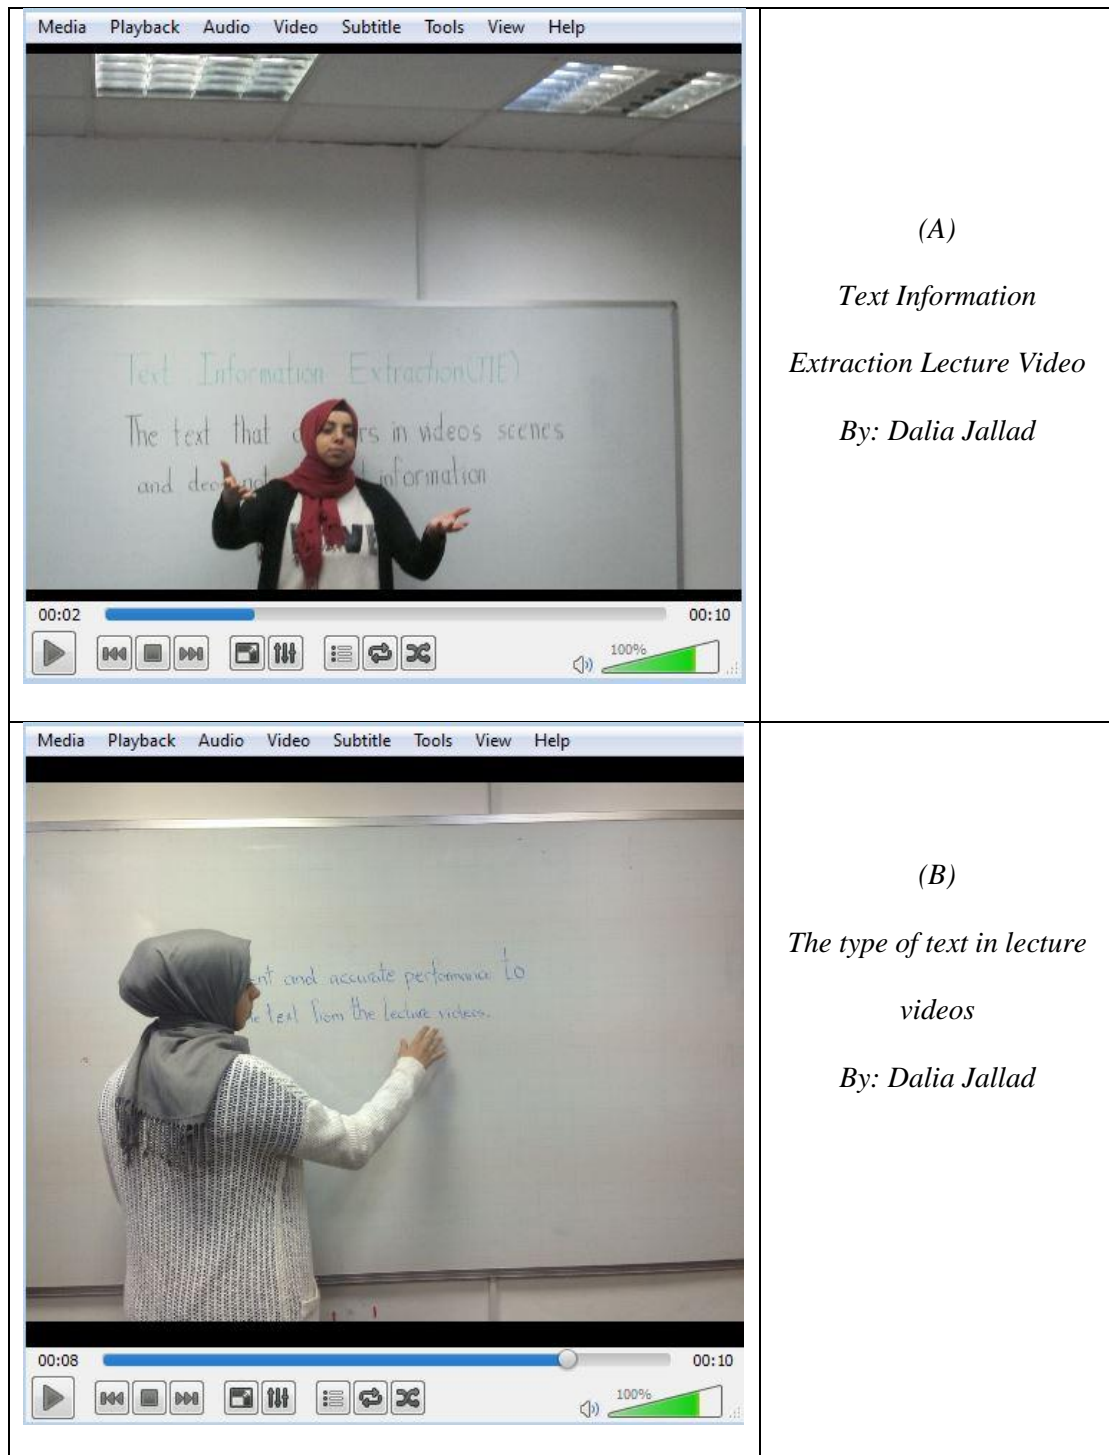 Media Playback Audio Video Subtitle Tools View Help
Text Information Extraction(TIE)
The text that rs in videos scenes
and information
00:02 00:10
100%
(A)
Text Information
Extraction Lecture Video
By: Dalia Jallad
Media Playback Audio Video Subtitle Tools View Help
and accurate performance to
text from the lecture videos.
00:08 00:10
100%
(B)
The type of text in lecture
videos
By: Dalia Jallad